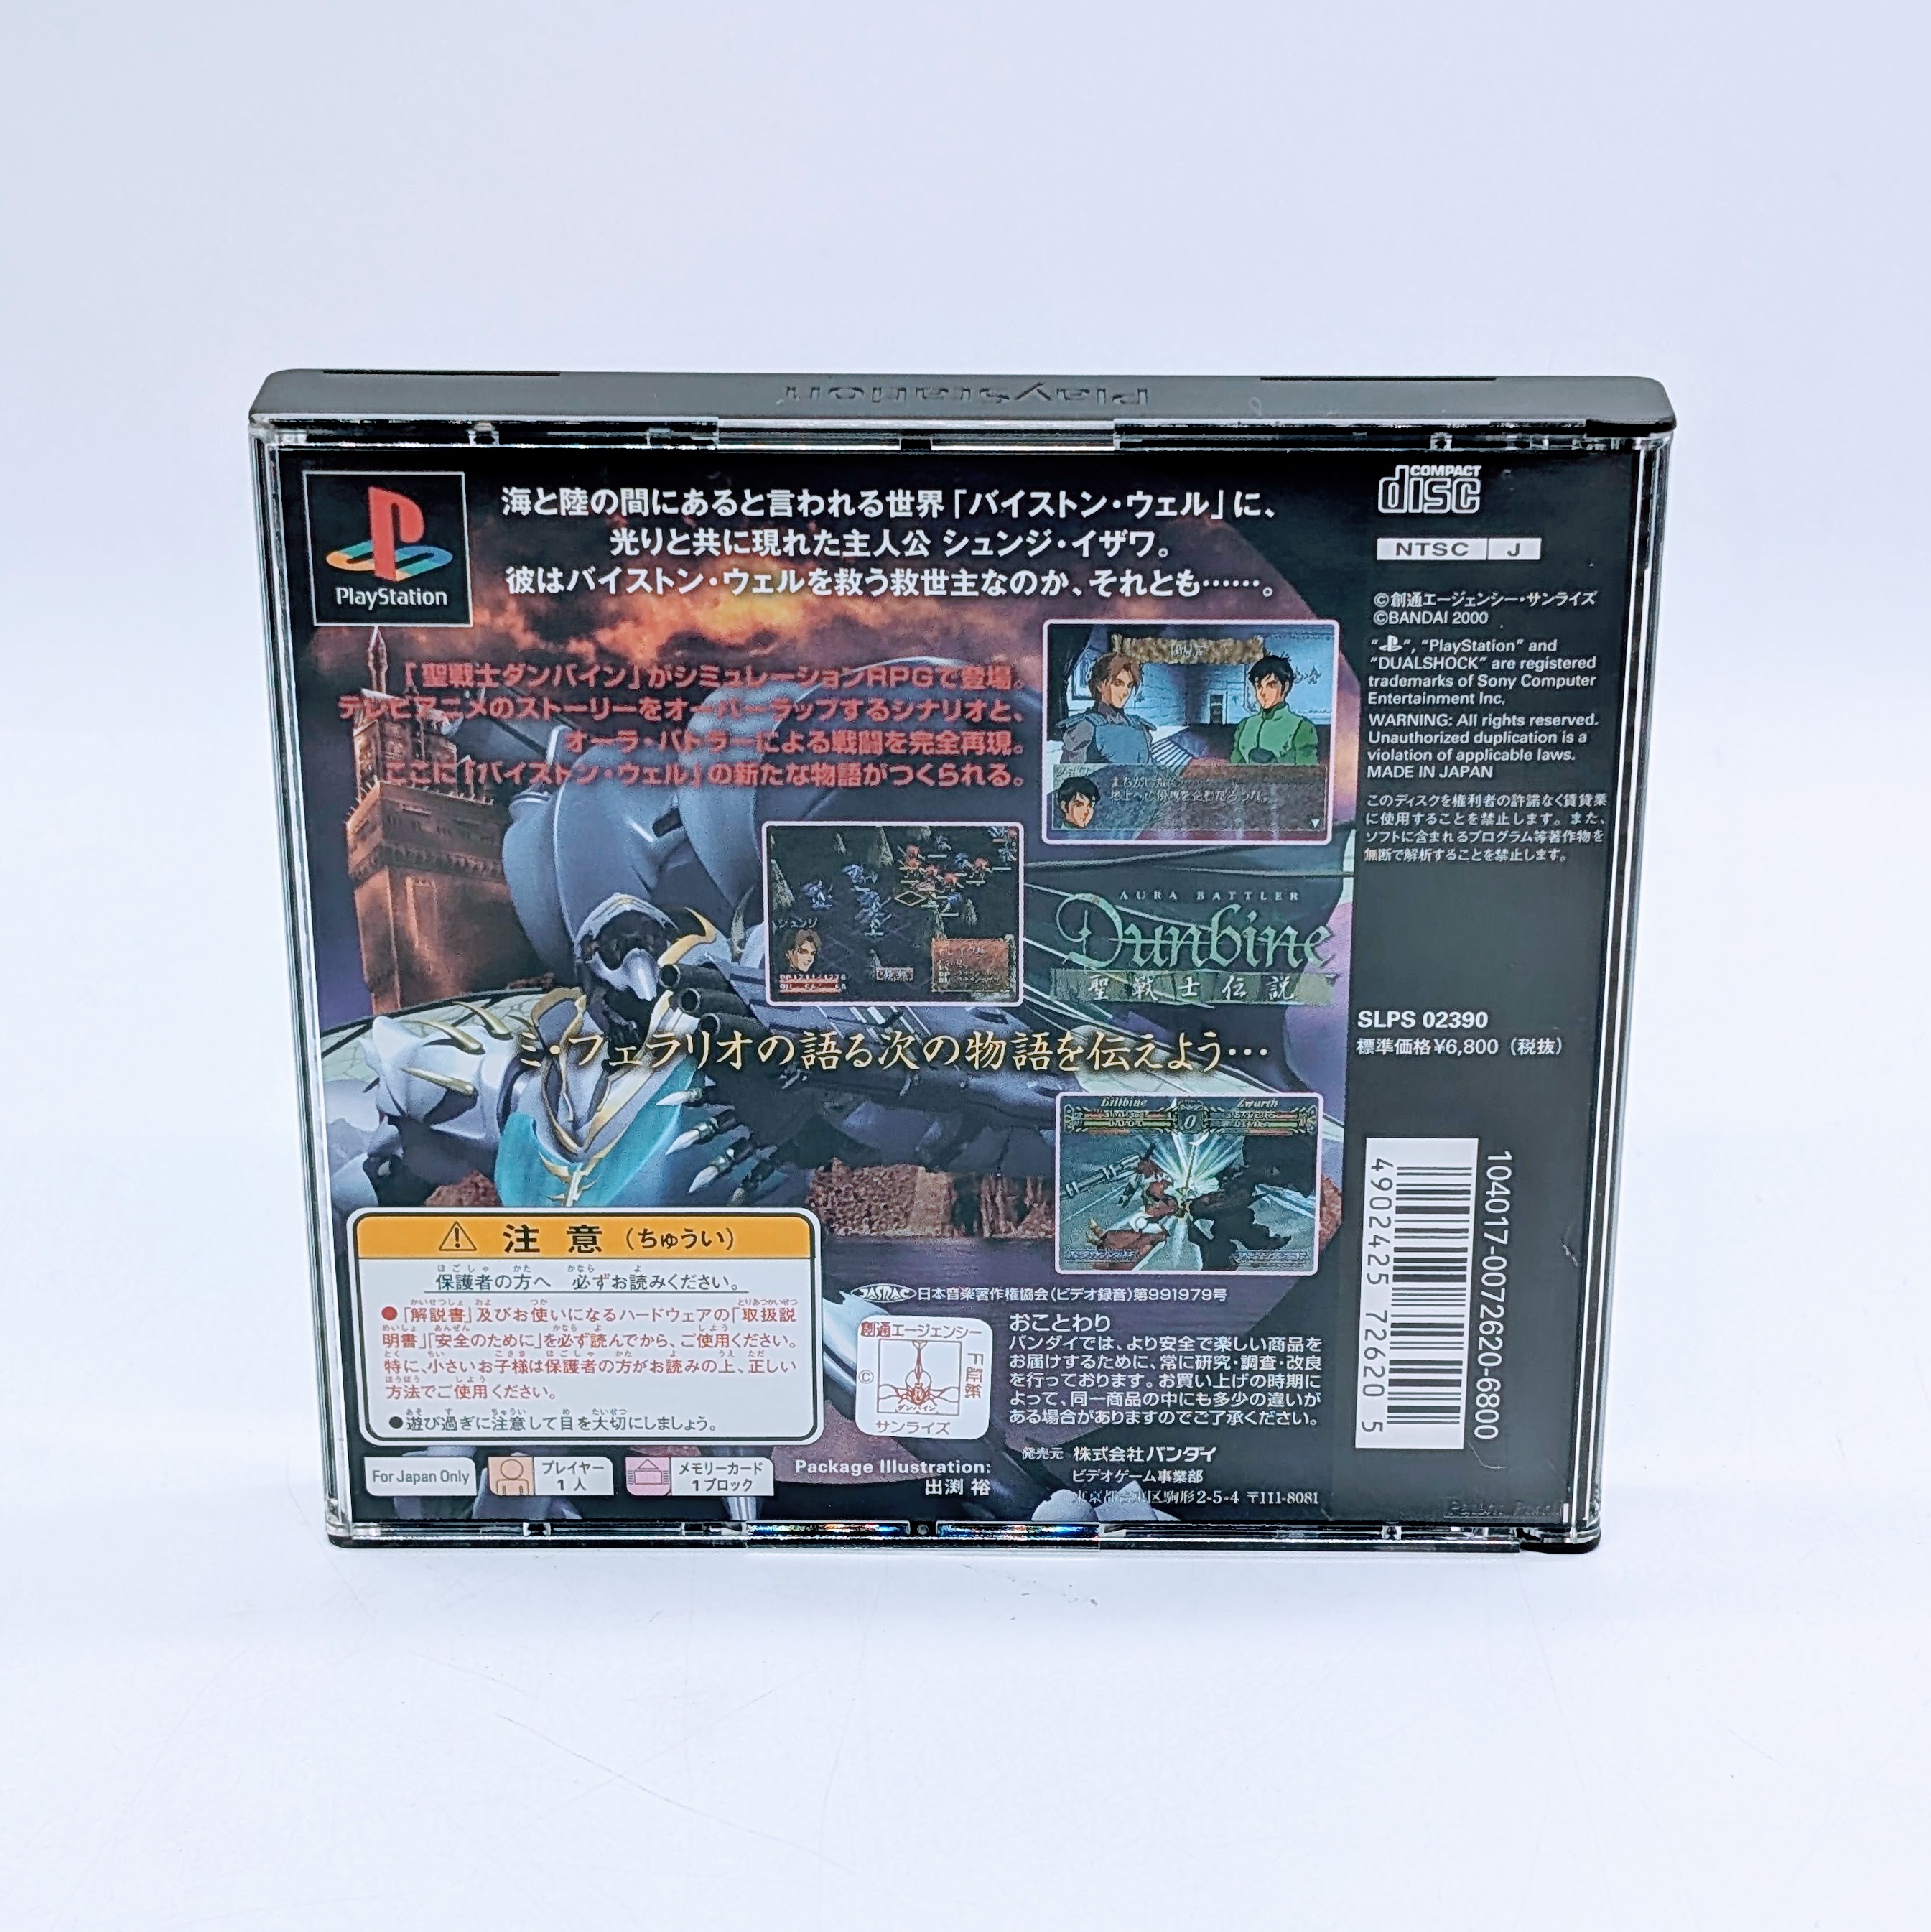 PlayStation
PlayStation
海と陸の間にあると言われる世界「バイストン・ウェル」に、
光りと共に現れた主人公 シュンジ・イザワ。
彼はバイストン・ウェルを救う救世主なのか、それとも……。
「聖戦士ダンバイン」がシミュレーションRPGで登場。
テレビアニメのストーリーをオーバーラップするシナリオと、
オーラ・バトラーによる戦闘を完全再現。
ここに「バイストン・ウェル」の新たな物語がつくられる。
シュンジ
AURA BATTLER
Dunbine
聖戦士伝説
ミ・フェラリオの語る次の物語を伝えよう…
Billbine
Zwarth
0
注意(ちゅうい)
保護者の方へ 必ずお読みください。
●「解説書」及びお使いになるハードウェアの「取扱説
明書」「安全のために」を必ず読んでから、ご使用ください。
特に、小さいお子様は保護者の方がお読みの上、正しい
方法でご使用ください。
●遊び過ぎに注意して目を大切にしましょう。
For Japan Only
プレイヤー
1人
メモリーカード
1ブロック
JASRAC 日本音楽著作権協会(ビデオ録音)第991979号
創通エージェンシー
©
ダンバイン
サンライズ
おことわり
バンダイでは、より安全で楽しい商品を
お届けするために、常に研究・調査・改良
を行っております。お買い上げの時期に
よって、同一商品の中にも多少の違いが
ある場合がありますのでご了承ください。
Package Illustration:
出渕 裕
発売元 株式会社バンダイ
ビデオゲーム事業部
東京都台東区駒形2-5-4 〒111-8081
COMPACT
disc
NTSC J
©創通エージェンシー・サンライズ
©BANDAI 2000
" ", "PlayStation" and
"DUALSHOCK" are registered
trademarks of Sony Computer
Entertainment Inc.
WARNING: All rights reserved.
Unauthorized duplication is a
violation of applicable laws.
MADE IN JAPAN
このディスクを権利者の許諾なく賃貸業
に使用することを禁止します。また、
ソフトに含まれるプログラム等著作物を
無断で解析することを禁止します。
SLPS 02390
標準価格¥6,800(税抜)
4902425 726205
104017-0072620-6800